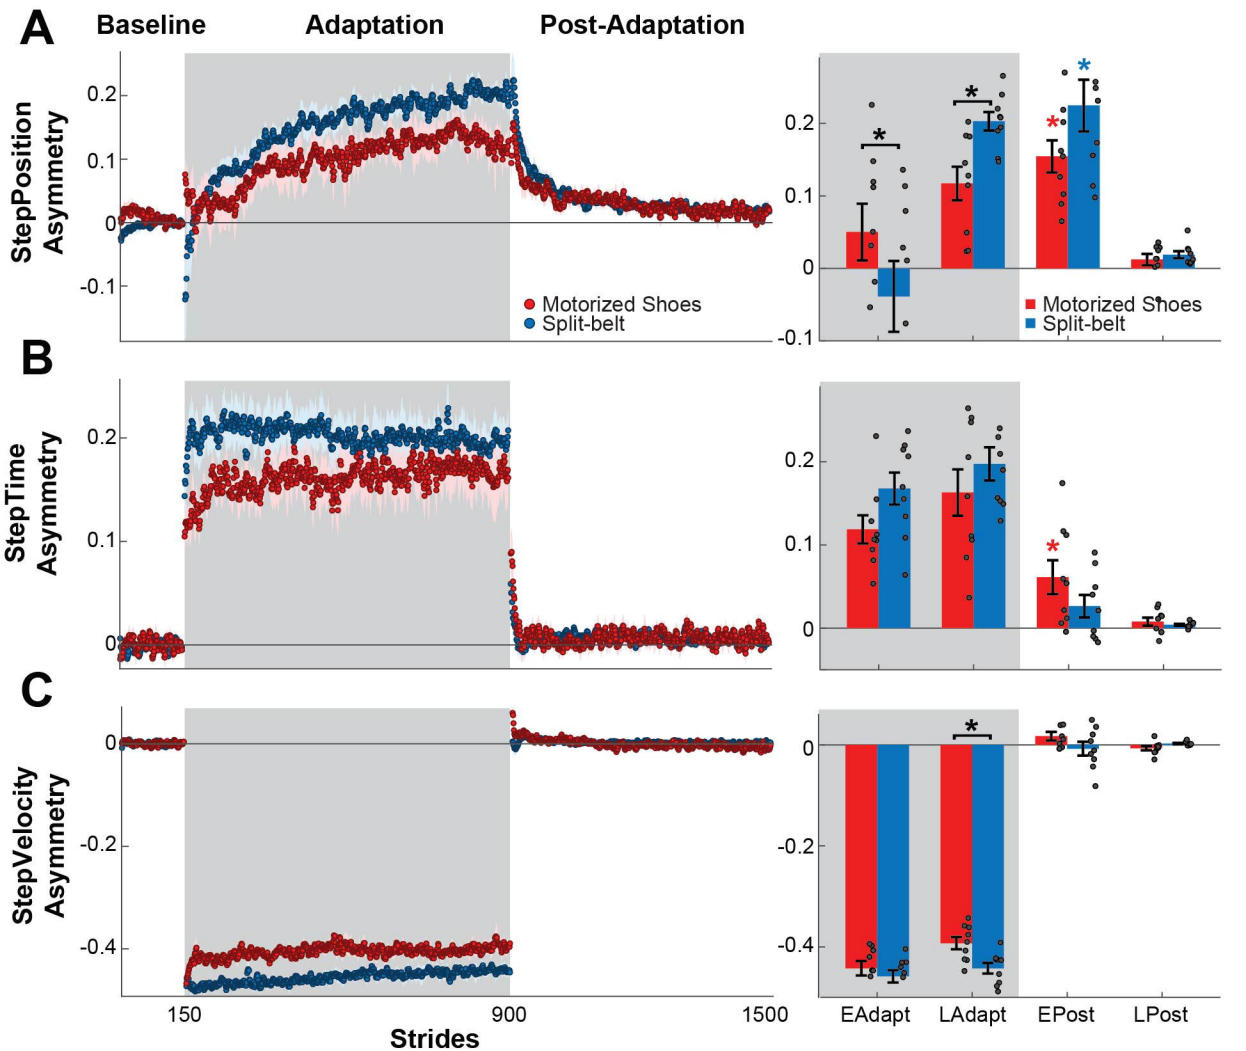 A
Baseline Adaptation Post-Adaptation
StepPosition
Asymmetry
0.2
0.1
0
-0.1
Motorized Shoes
Split-belt
0.2
0.1
0
-0.1
*
*
*
*
Motorized Shoes
Split-belt
B
StepTime
Asymmetry
0.2
0.1
0
0.2
0.1
0
*
C
StepVelocity
Asymmetry
0
-0.2
-0.4
150 900 1500
Strides
0
-0.2
-0.4
*
EAdapt LAdapt EPost LPost